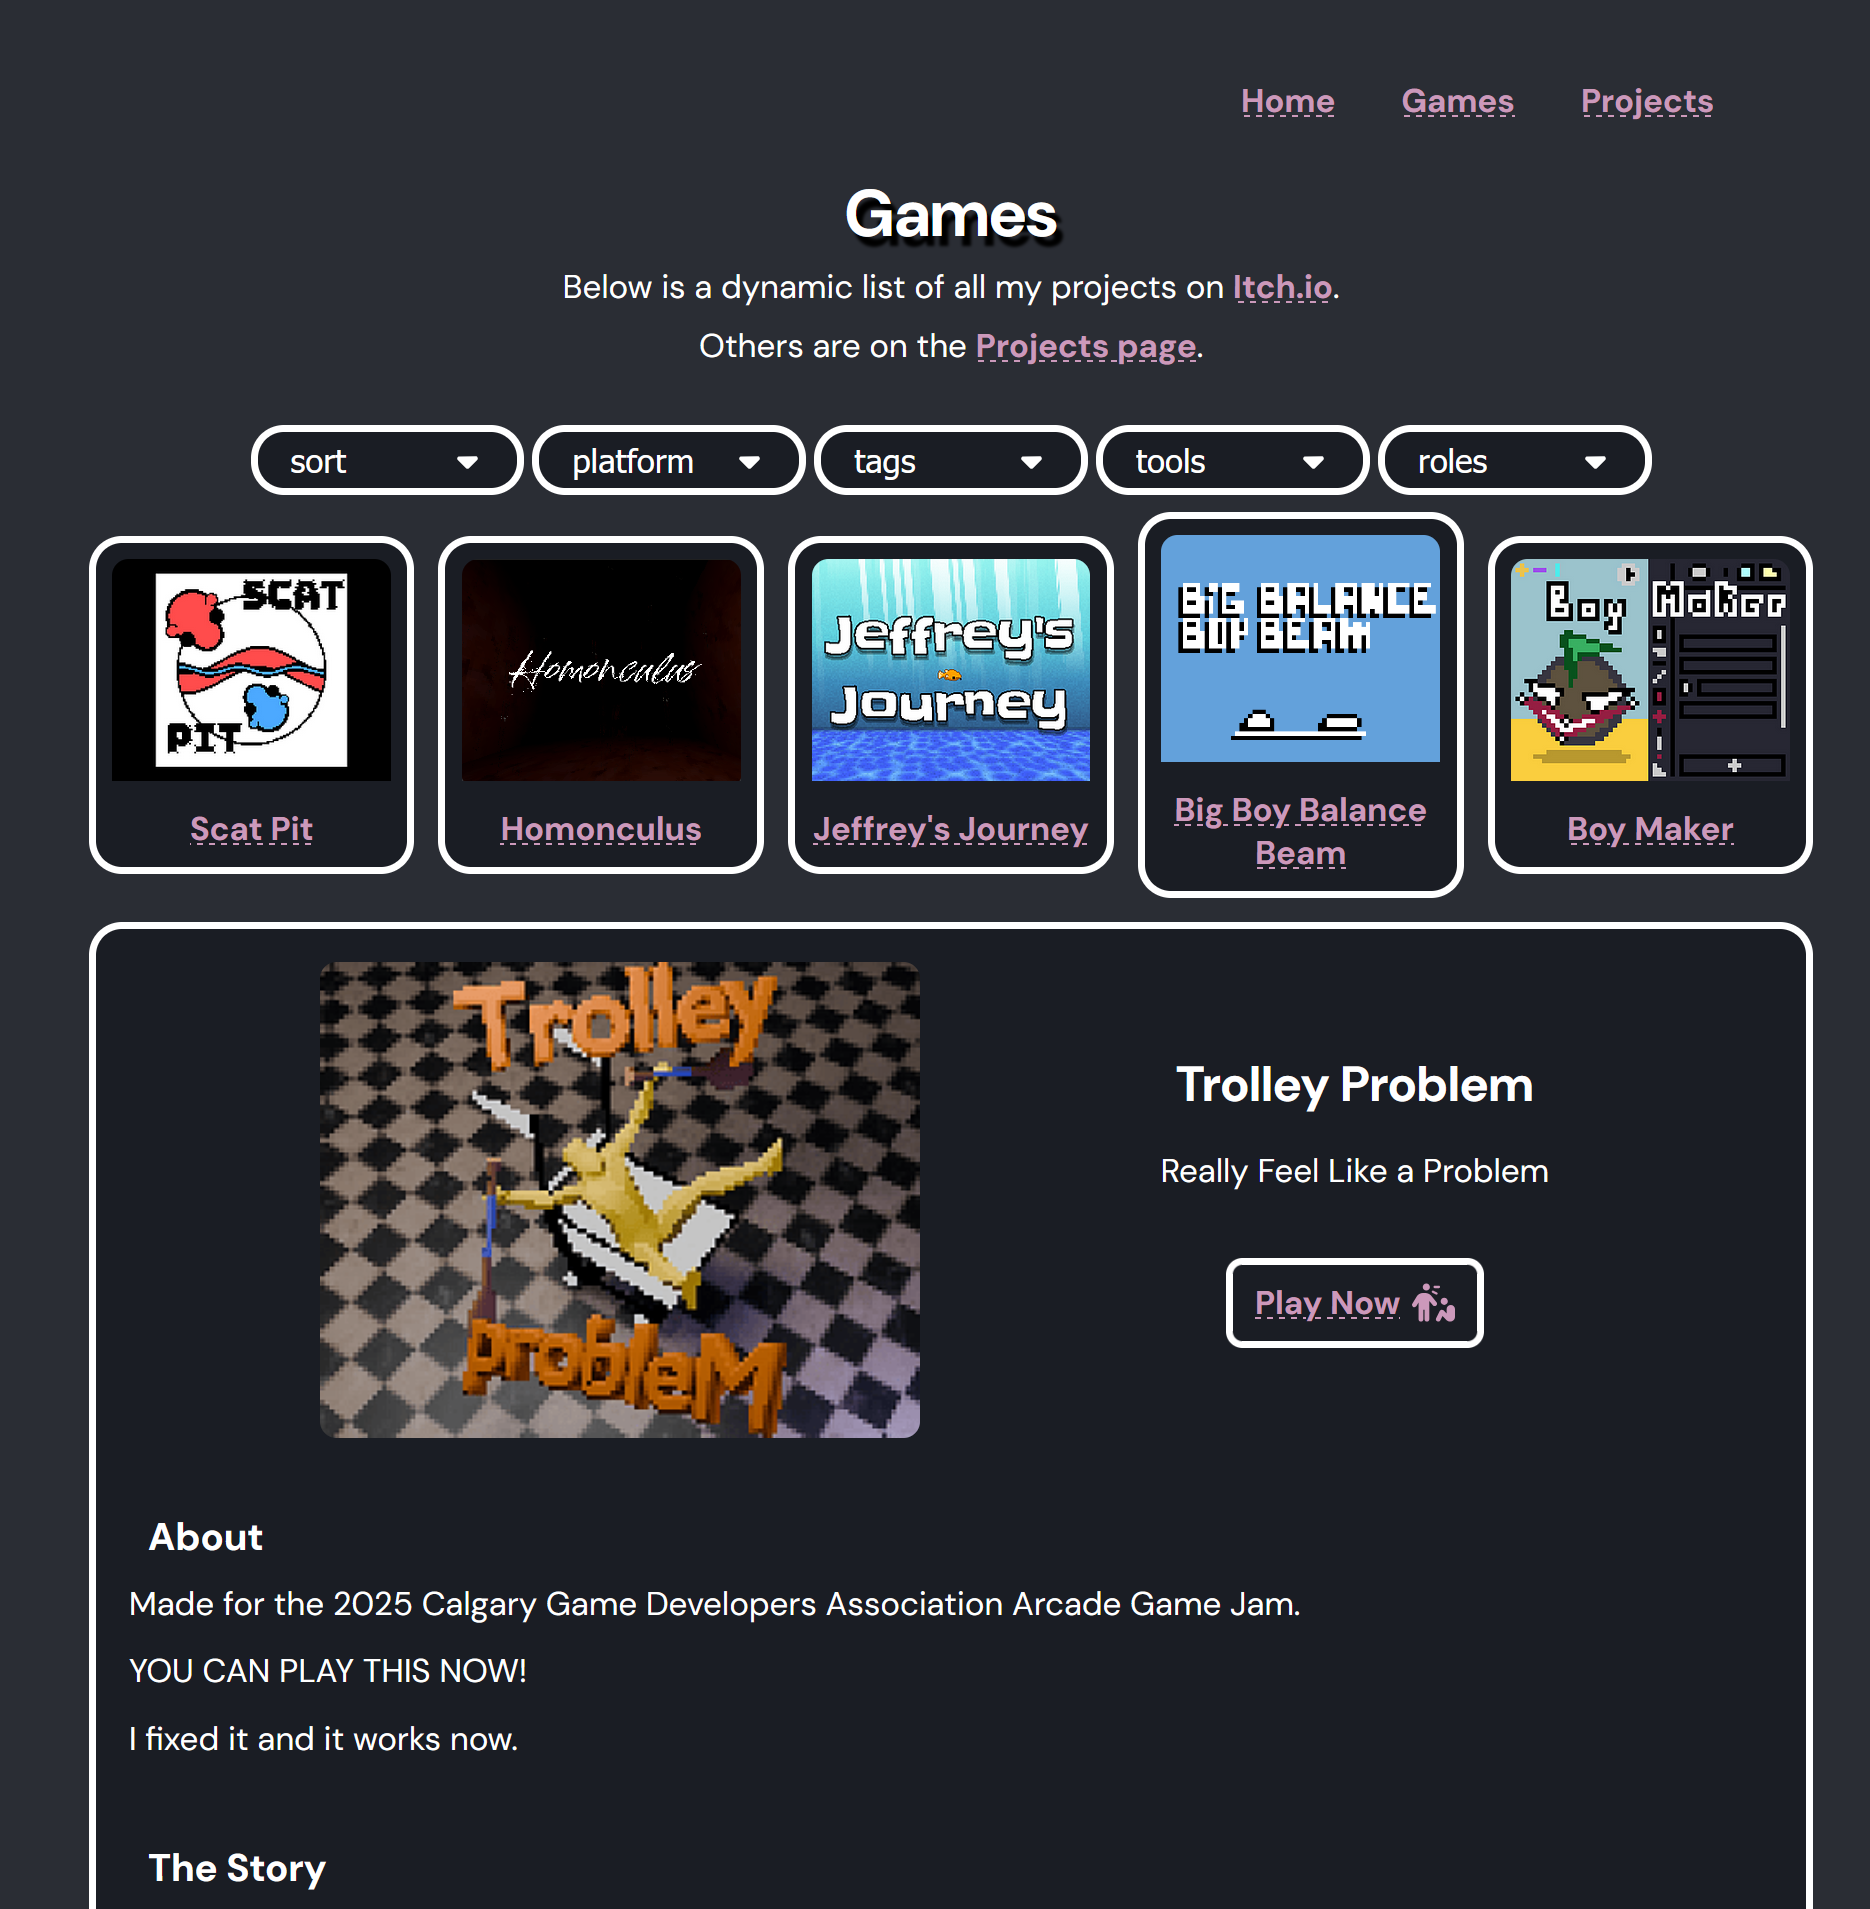 Home Games Projects
Games
Below is a dynamic list of all my projects on Itch.io.
Others are on the Projects page.
sort platform tags tools roles
SCAT
PIT
Scat Pit
Homonculus
Homonculus
Jeffrey's
Journey
Jeffrey's Journey
BIG BALANCE
BOY BEAM
Big Boy Balance
Beam
Boy Maker
Boy Maker
Trolley
probleM
Trolley Problem
Really Feel Like a Problem
Play Now
About
Made for the 2025 Calgary Game Developers Association Arcade Game Jam.
YOU CAN PLAY THIS NOW!
I fixed it and it works now.
The Story